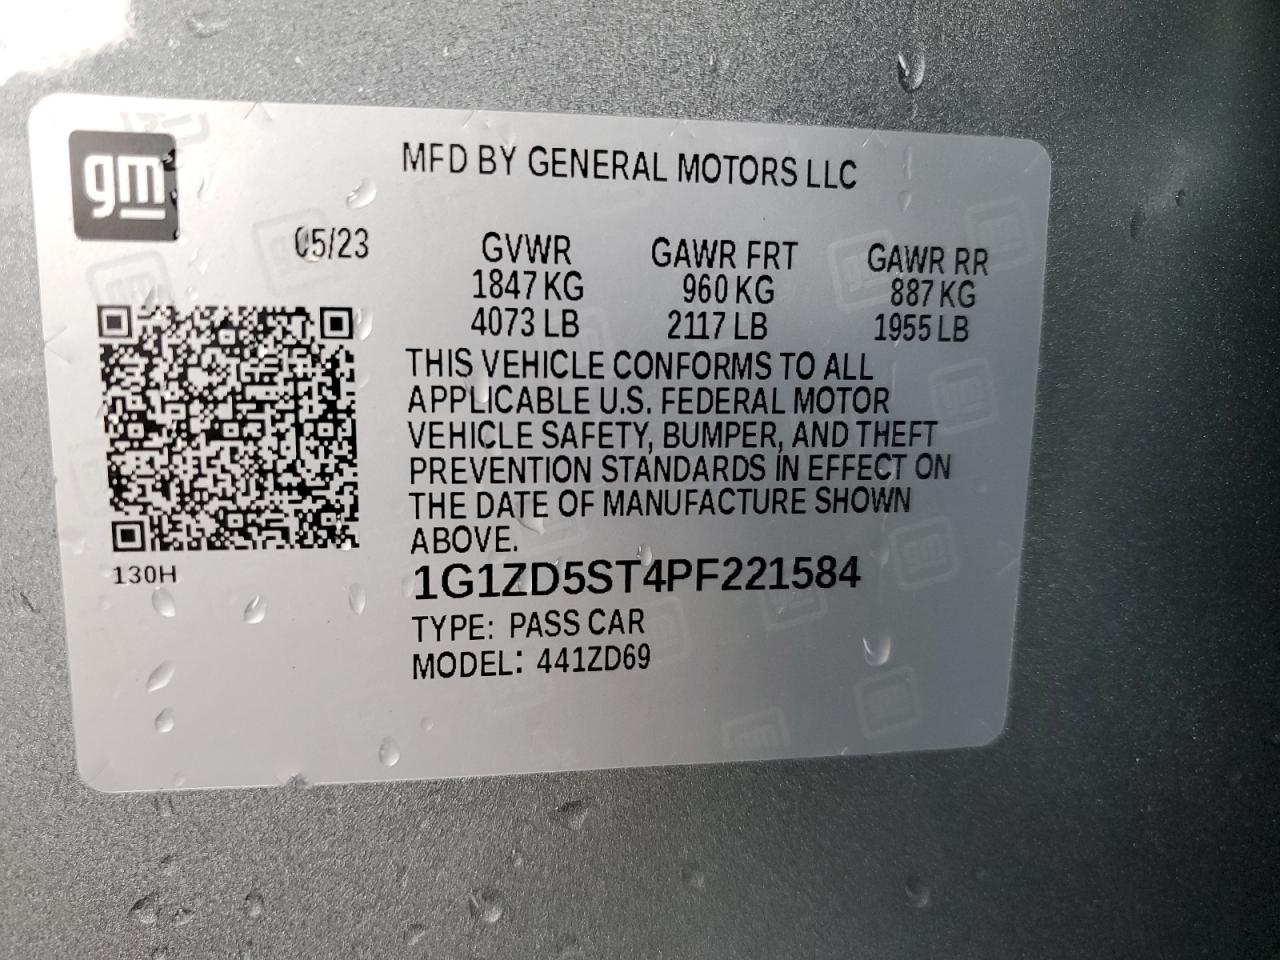 gm
MFD BY GENERAL MOTORS LLC
05/23
GVWR GAWR FRT GAWR RR
1847 KG 960 KG 887 KG
4073 LB 2117 LB 1955 LB
THIS VEHICLE CONFORMS TO ALL
APPLICABLE U.S. FEDERAL MOTOR
VEHICLE SAFETY, BUMPER, AND THEFT
PREVENTION STANDARDS IN EFFECT ON
THE DATE OF MANUFACTURE SHOWN
ABOVE.
130H
1G1ZD5ST4PF221584
TYPE: PASS CAR
MODEL: 441ZD69